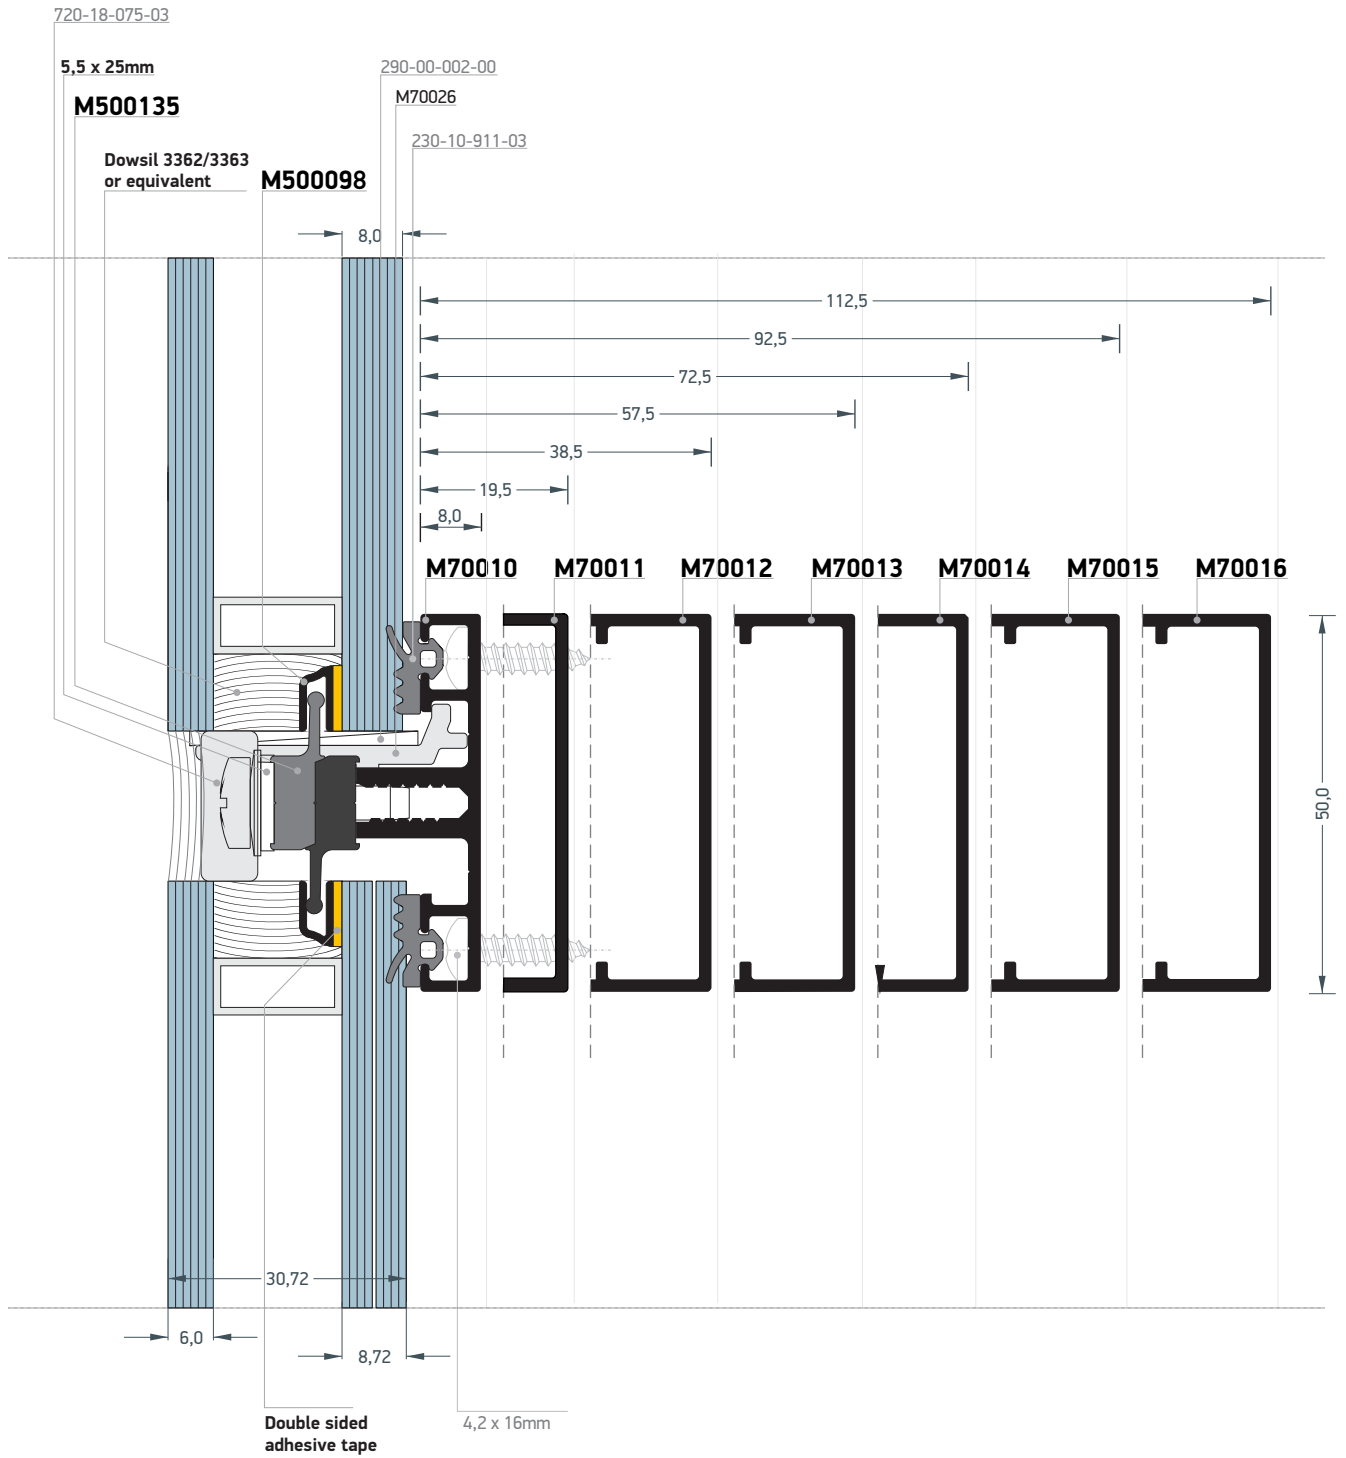 720-18-075-03
5,5 x 25mm
M500135
290-00-002-00
M70026
230-10-911-03
Dowsil 3362/3363
or equivalent
M500098
8,0
112,5
92,5
72,5
57,5
38,5
19,5
8,0
M70010
M70011
M70012
M70013
M70014
M70015
M70016
50,0
30,72
6,0
8,72
Double sided
adhesive tape
4,2 x 16mm